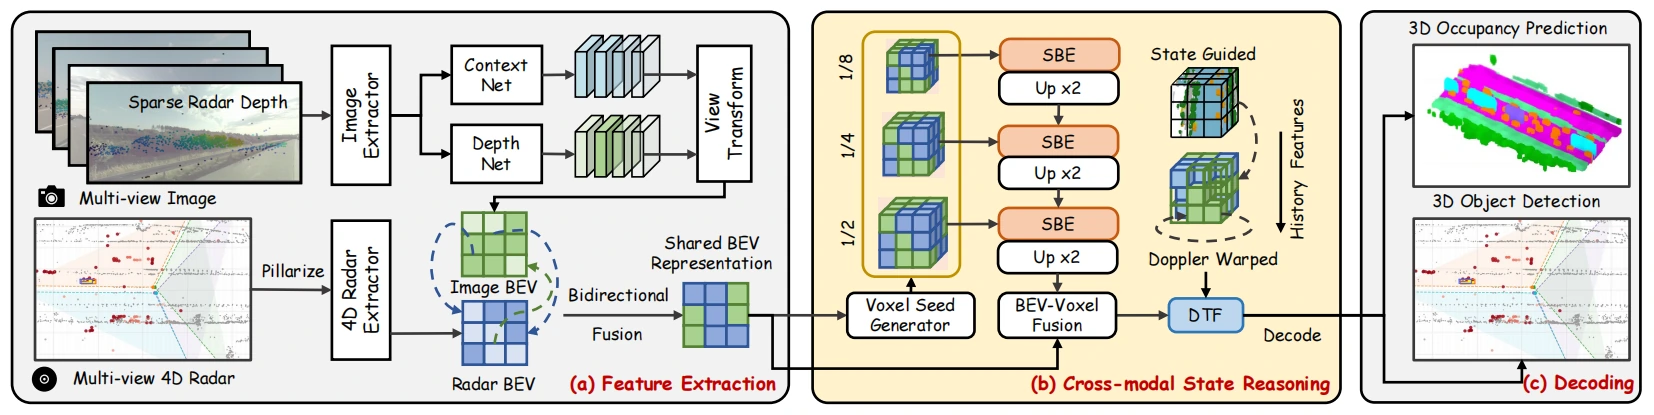 Sparse Radar Depth
Multi-view Image
Image
Extractor
Context
Net
Depth
Net
View
Transform
Multi-view 4D Radar
Pillarize
4D Radar
Extractor
Image BEV
Radar BEV
Bidirectional
Fusion
Shared BEV
Representation
(a) Feature Extraction
1/8
1/4
1/2
Voxel Seed
Generator
SBE
Up x2
SBE
Up x2
SBE
Up x2
BEV-Voxel
Fusion
State Guided
History Features
Doppler Warped
DTF
Decode
(b) Cross-modal State Reasoning
3D Occupancy Prediction
3D Object Detection
(c) Decoding